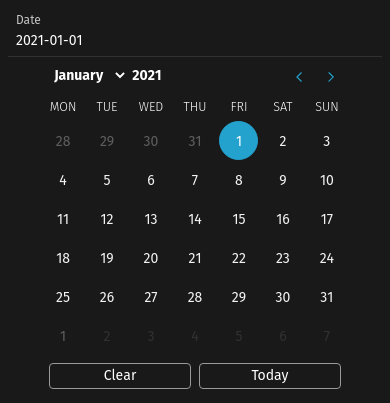 Date
2021-01-01
January 2021
MON TUE WED THU FRI SAT SUN
28 29 30 31 1 2 3
4 5 6 7 8 9 10
11 12 13 14 15 16 17
18 19 20 21 22 23 24
25 26 27 28 29 30 31
1 2 3 4 5 6 7
Clear Today